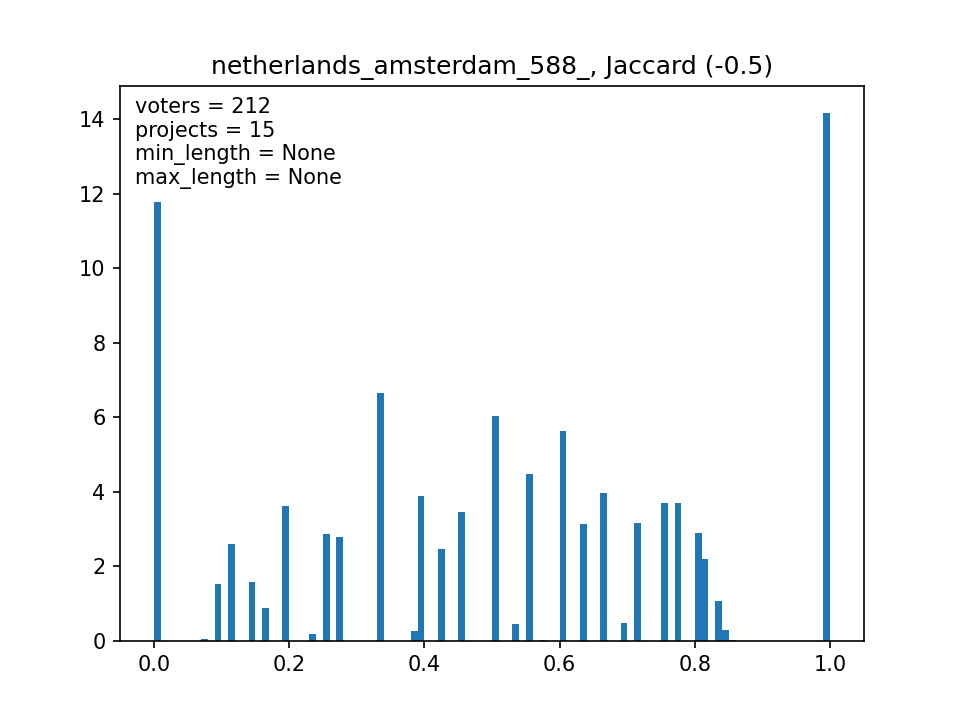 netherlands_amsterdam_588_, Jaccard (-0.5)
voters = 212
projects = 15
min_length = None
max_length = None
14
12
10
8
6
4
2
0
0.0 0.2 0.4 0.6 0.8 1.0